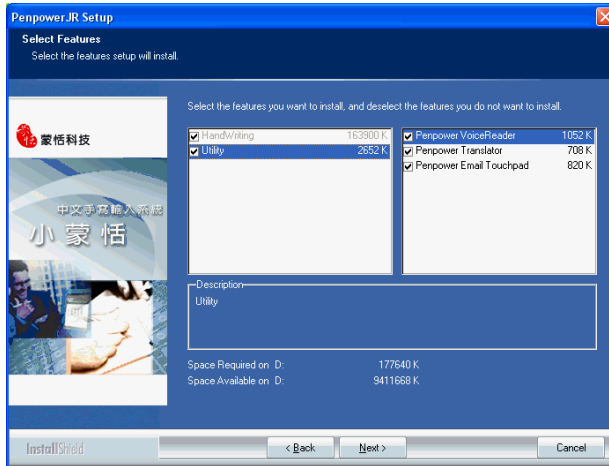 PenpowerJR Setup
Select Features
Select the features setup will install.
Select the features you want to install, and deselect the features you do not want to install.
蒙恬科技
中文手寫輸入系統
小蒙恬
HandWriting 163900 K
Utility 2652 K
Penpower VoiceReader 1052 K
Penpower Translator 708 K
Penpower Email Touchpad 820 K
Description
Utility
Space Required on D: 177640 K
Space Available on D: 9411668 K
InstallShield
< Back
Next >
Cancel